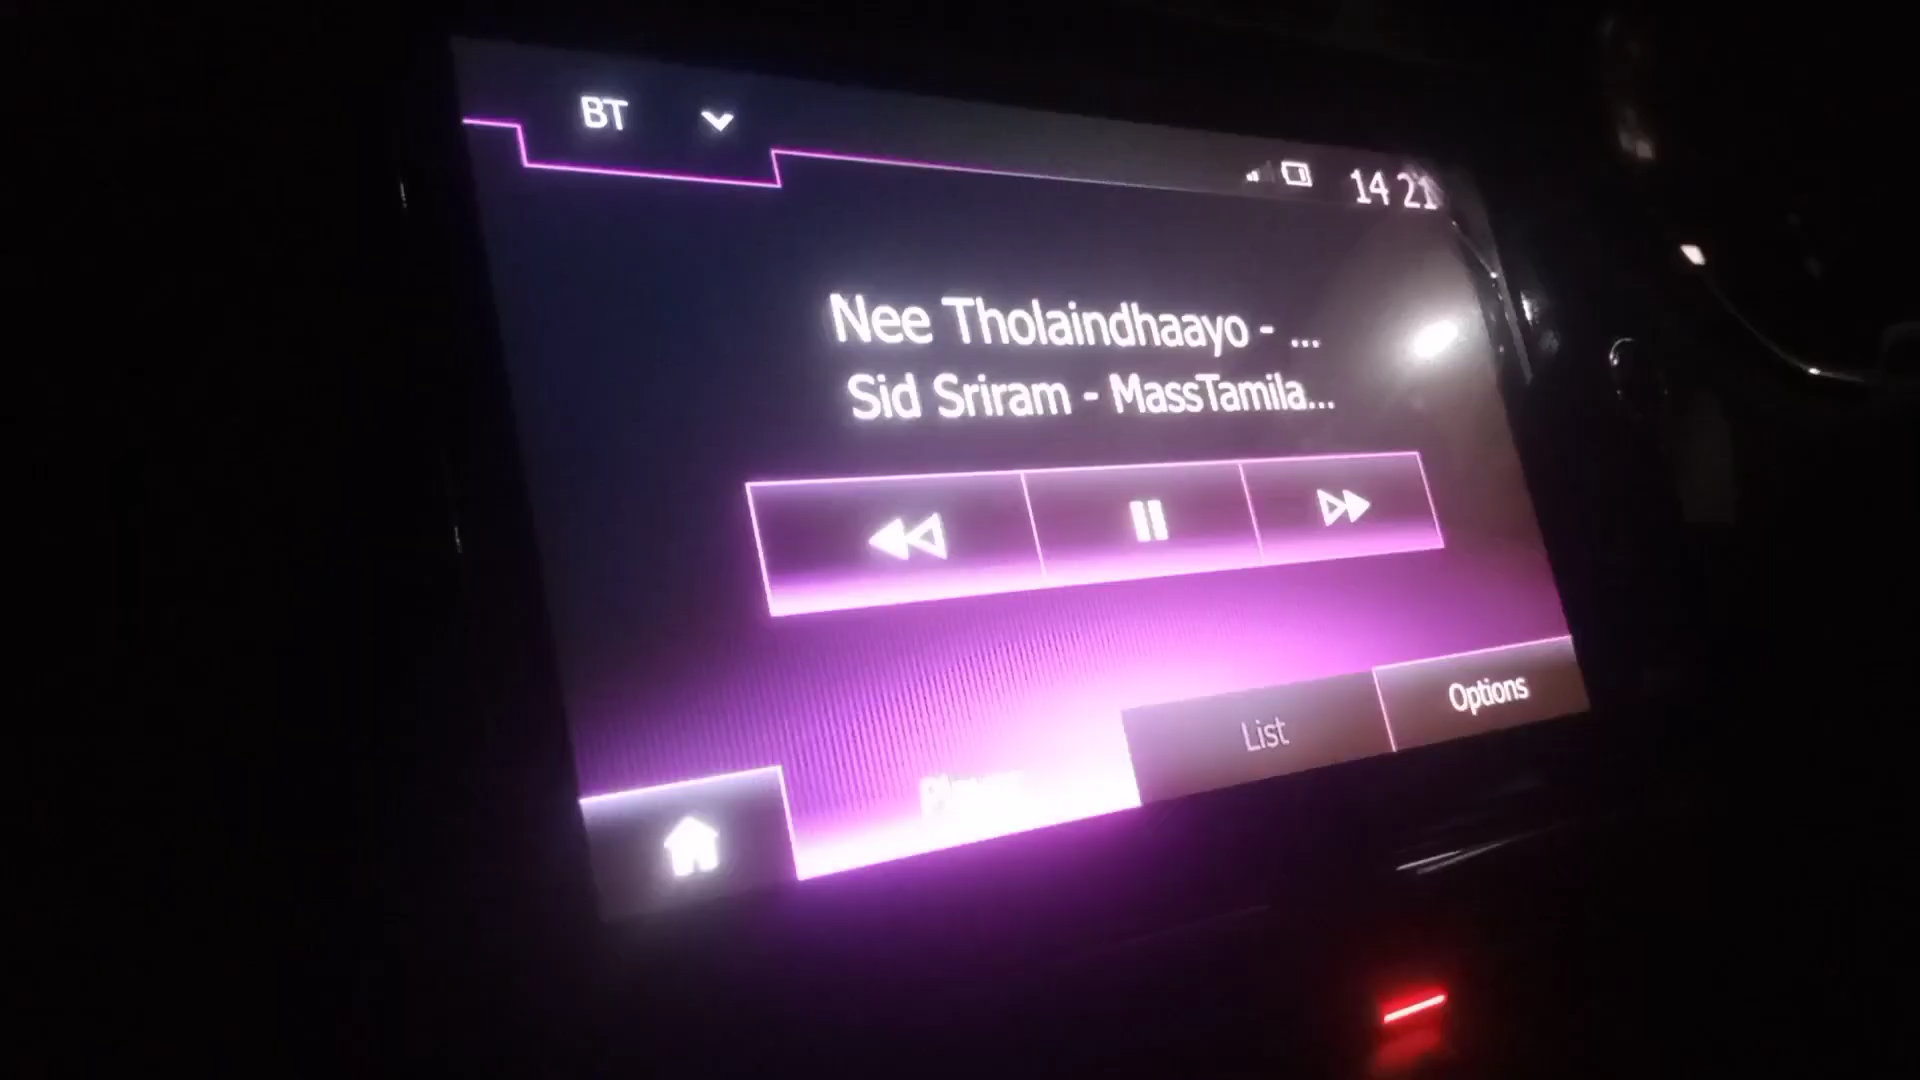 BT
14 21
Nee Tholaindhaayo - ...
Sid Sriram - MassTamila...
List
Options